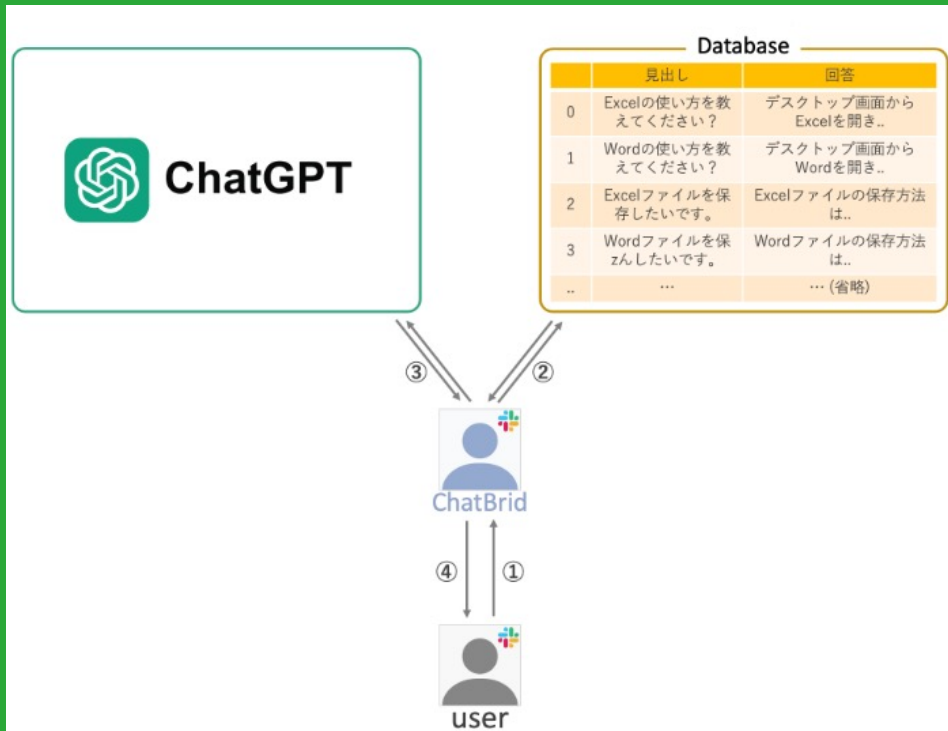 ChatGPT
Database
見出し 回答
0 Excelの使い方を教
えてください？ デスクトップ画面から
Excelを開き..
1 Wordの使い方を教
えてください？ デスクトップ画面から
Wordを開き..
2 Excelファイルを保
存したいです。 Excelファイルの保存方法
は..
3 Wordファイルを保
zんしたいです。 Wordファイルの保存方法
は..
.. … … (省略)
③ ②
ChatBrid
④ ①
user